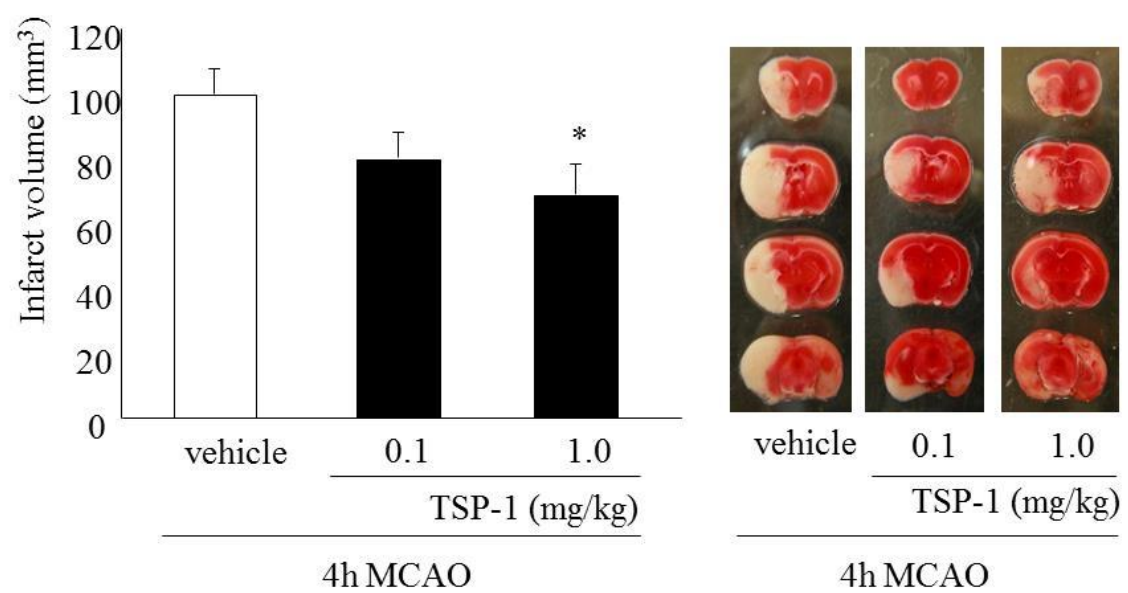 Infarct volume (mm³)
120
100
80
60
40
20
0
*
vehicle 0.1 1.0
TSP-1 (mg/kg)
4h MCAO
vehicle 0.1 1.0
TSP-1 (mg/kg)
4h MCAO